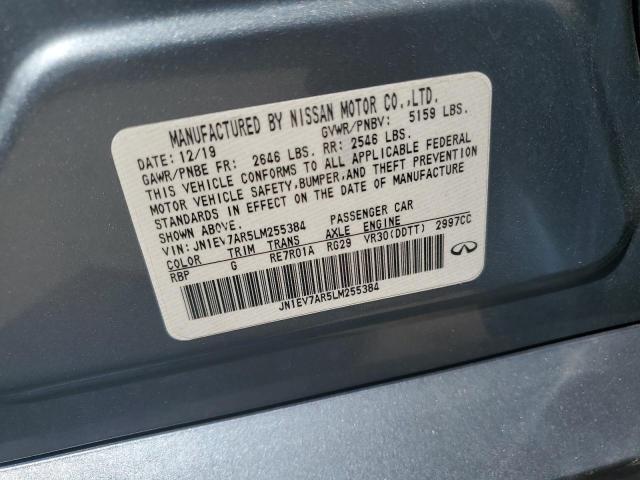 MANUFACTURED BY NISSAN MOTOR CO.,LTD.
DATE: 12/19 GVWR/PNBV: 5159 LBS.
GAWR/PNBE FR: 2646 LBS. RR: 2546 LBS.
THIS VEHICLE CONFORMS TO ALL APPLICABLE FEDERAL
MOTOR VEHICLE SAFETY,BUMPER,AND THEFT PREVENTION
STANDARDS IN EFFECT ON THE DATE OF MANUFACTURE
SHOWN ABOVE.
VIN: JN1EV7AR5LM255384 PASSENGER CAR
COLOR TRIM TRANS AXLE ENGINE
RBP G RE7R01A RG29 VR30(DDTT) 2997CC
JN1EV7AR5LM255384